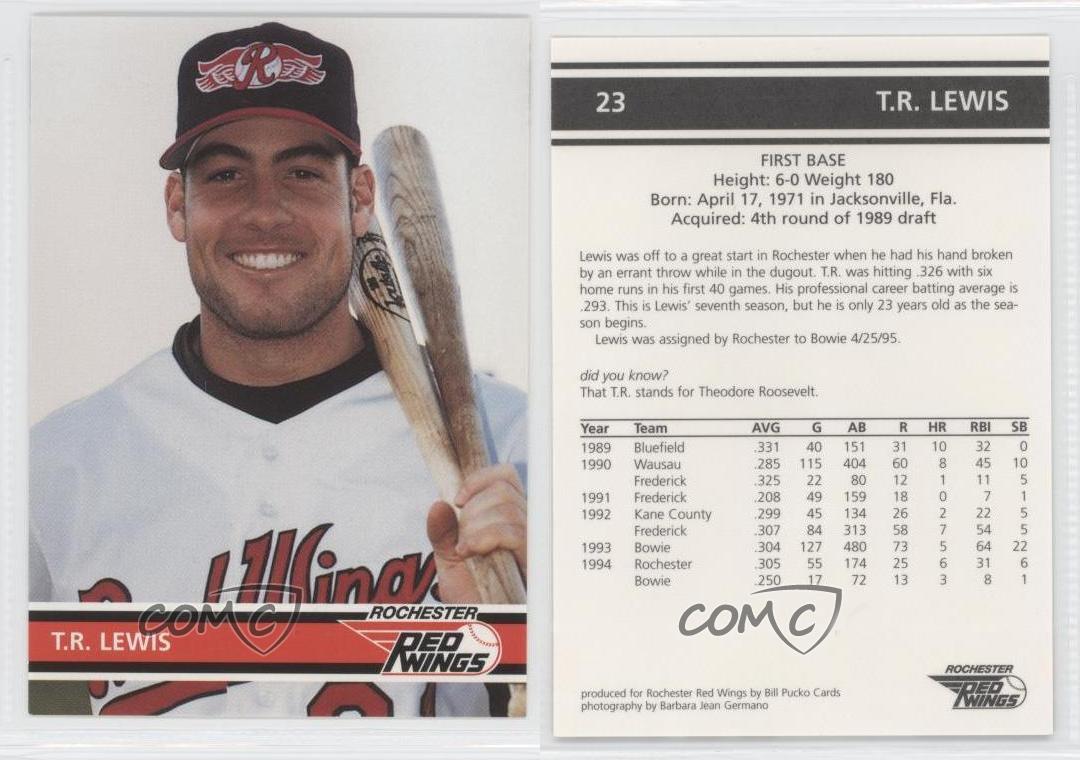 R
Louisville
Red Wings
T.R. LEWIS
ROCHESTER
RED
WINGS
COMC
23 T.R. LEWIS
FIRST BASE
Height: 6-0 Weight 180
Born: April 17, 1971 in Jacksonville, Fla.
Acquired: 4th round of 1989 draft
Lewis was off to a great start in Rochester when he had his hand broken
by an errant throw while in the dugout. T.R. was hitting .326 with six
home runs in his first 40 games. His professional career batting average is
.293. This is Lewis' seventh season, but he is only 23 years old as the sea-
son begins.
Lewis was assigned by Rochester to Bowie 4/25/95.
did you know?
That T.R. stands for Theodore Roosevelt.
Year Team AVG G AB R HR RBI SB
1989 Bluefield .331 40 151 31 10 32 0
1990 Wausau .285 115 404 60 8 45 10
Frederick .325 22 80 12 1 11 5
1991 Frederick .208 49 159 18 0 7 1
1992 Kane County .299 45 134 26 2 22 5
Frederick .307 84 313 58 7 54 5
1993 Bowie .304 127 480 73 5 64 22
1994 Rochester .305 55 174 25 6 31 6
Bowie .250 17 72 13 3 8 1
COMC
ROCHESTER
RED
WINGS
produced for Rochester Red Wings by Bill Pucko Cards
photography by Barbara Jean Germano